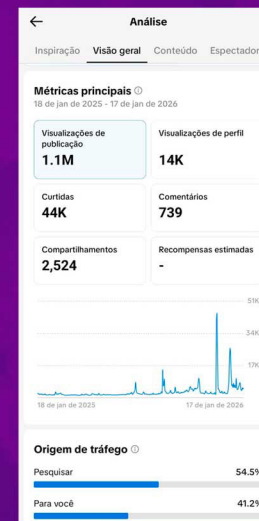 Análise
Inspiração Visão geral Conteúdo Espectador
Métricas principais
18 de jan de 2025 - 17 de jan de 2026
Visualizações de publicação
1.1M
Visualizações de perfil
14K
Curtidas
44K
Comentários
739
Compartilhamentos
2,524
Recompensas estimadas
-
51K
34K
17K
18 de jan de 2025 17 de jan de 2026
Origem de tráfego
Pesquisar 54.5%
Para você 41.2%